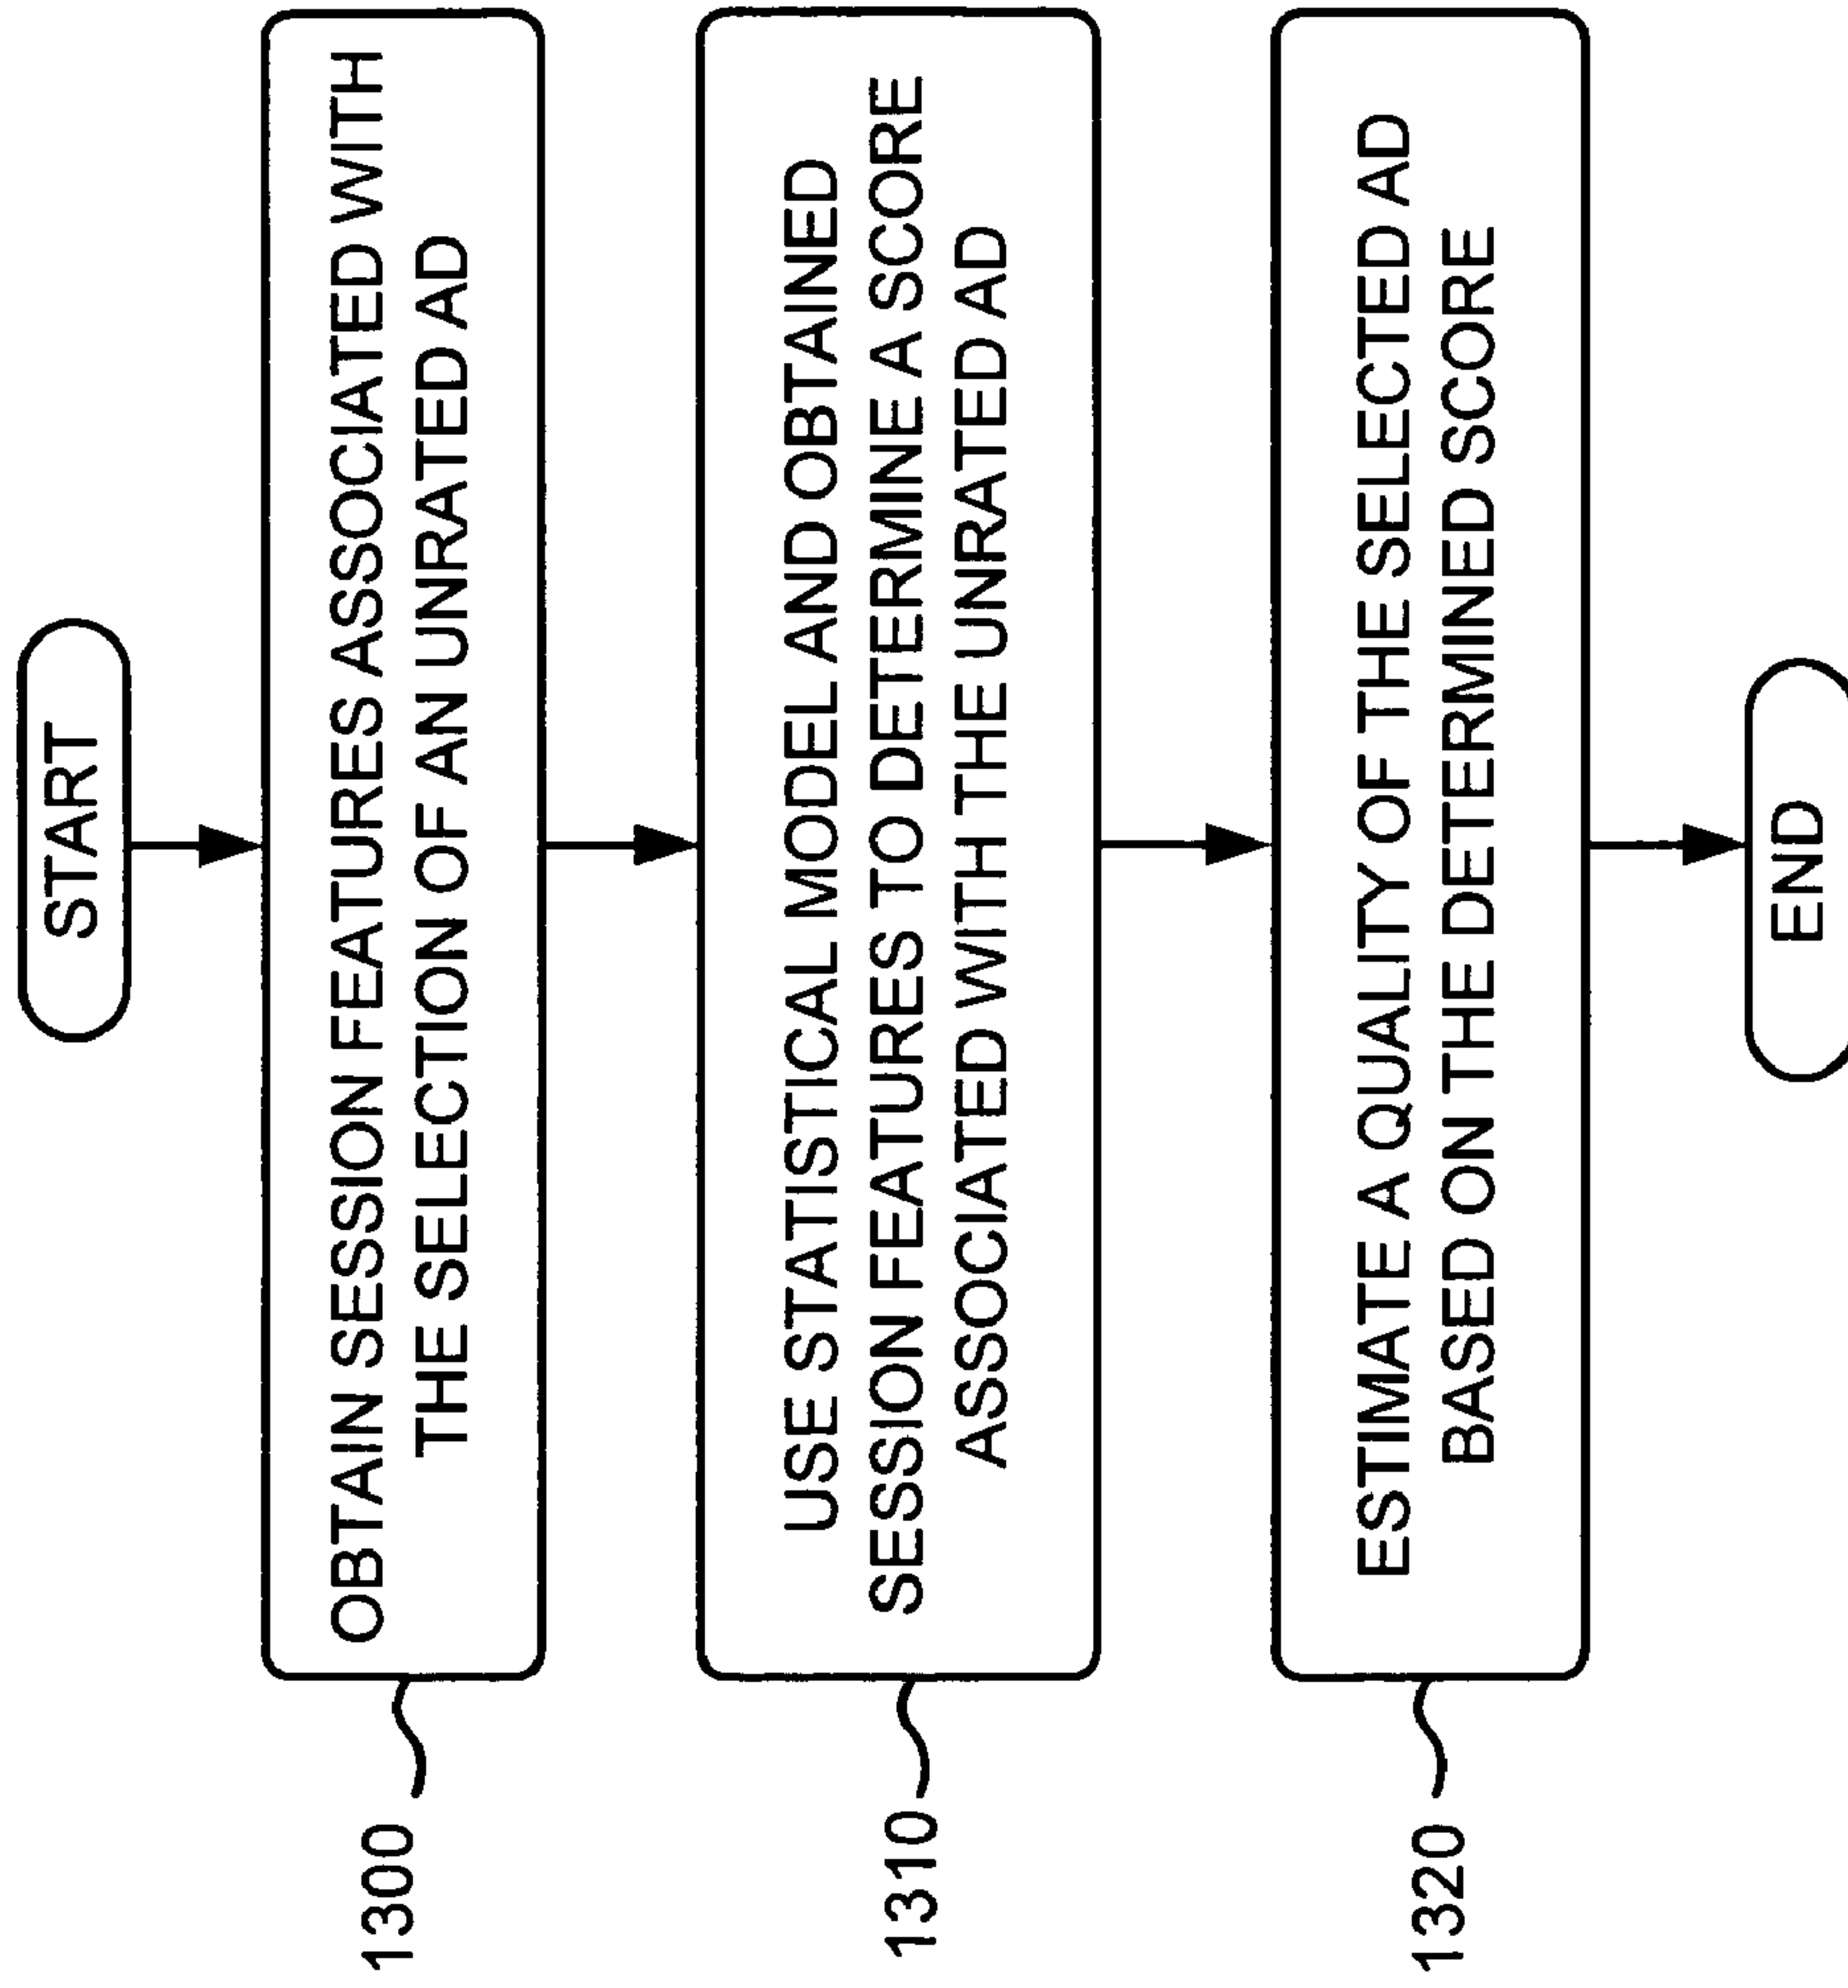 START
1300
OBTAIN SESSION FEATURES ASSOCIATED WITH
THE SELECTION OF AN UNRATED AD
1310
USE STATISTICAL MODEL AND OBTAINED
SESSION FEATURES TO DETERMINE A SCORE
ASSOCIATED WITH THE UNRATED AD
1320
ESTIMATE A QUALITY OF THE SELECTED AD
BASED ON THE DETERMINED SCORE
END